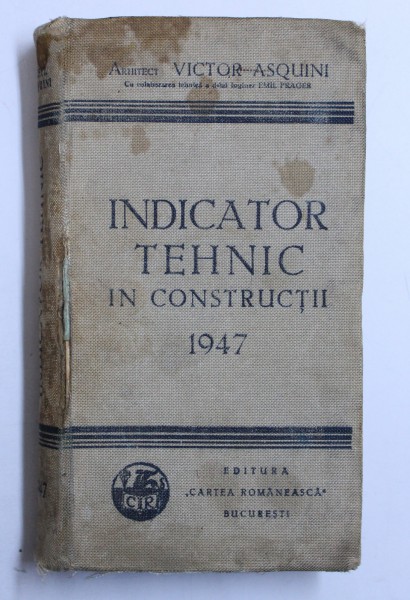 ARHITECT VICTOR ASQUINI
Cu colaborarea tehnică a d-lui Inginer EMIL PRAGER
INDICATOR
TEHNIC
IN CONSTRUCȚII
1947
EDITURA
„CARTEA ROMÂNEASCĂ"
BUCUREȘTI
CTR